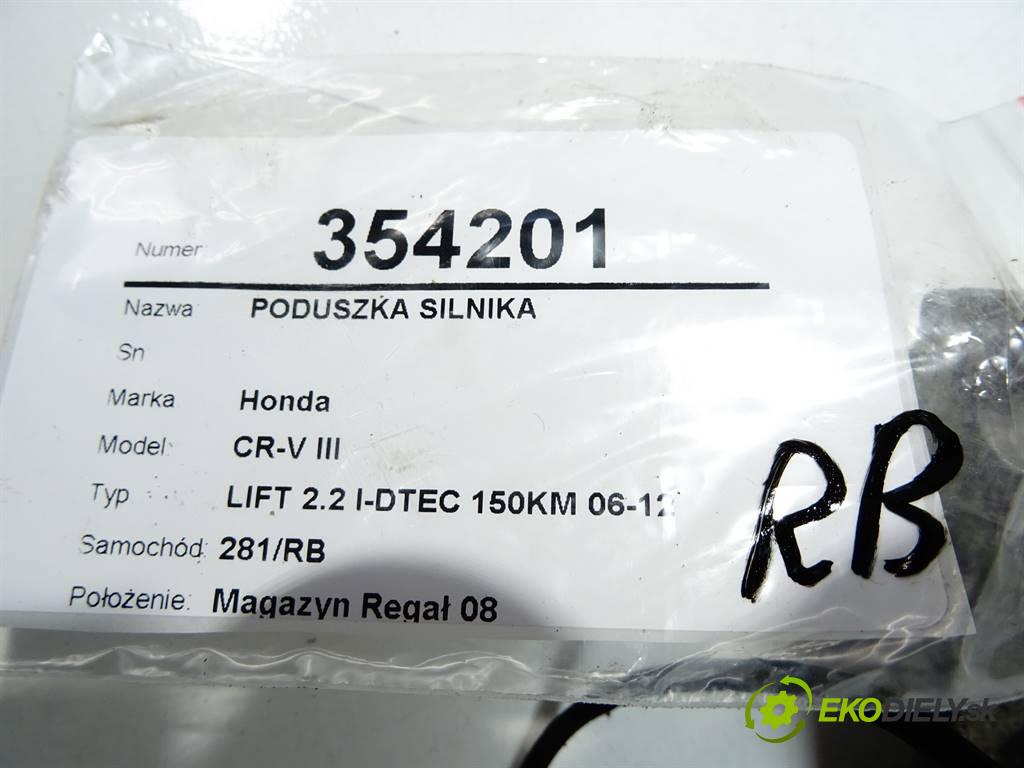 Numer: 354201
Nazwa: PODUSZKA SILNIKA
Sn
Marka Honda
Model: CR-V III
Typ LIFT 2.2 I-DTEC 150KM 06-12
Samochód: 281/RB
Położenie: Magazyn Regał 08
RB
EKODIELY.sk